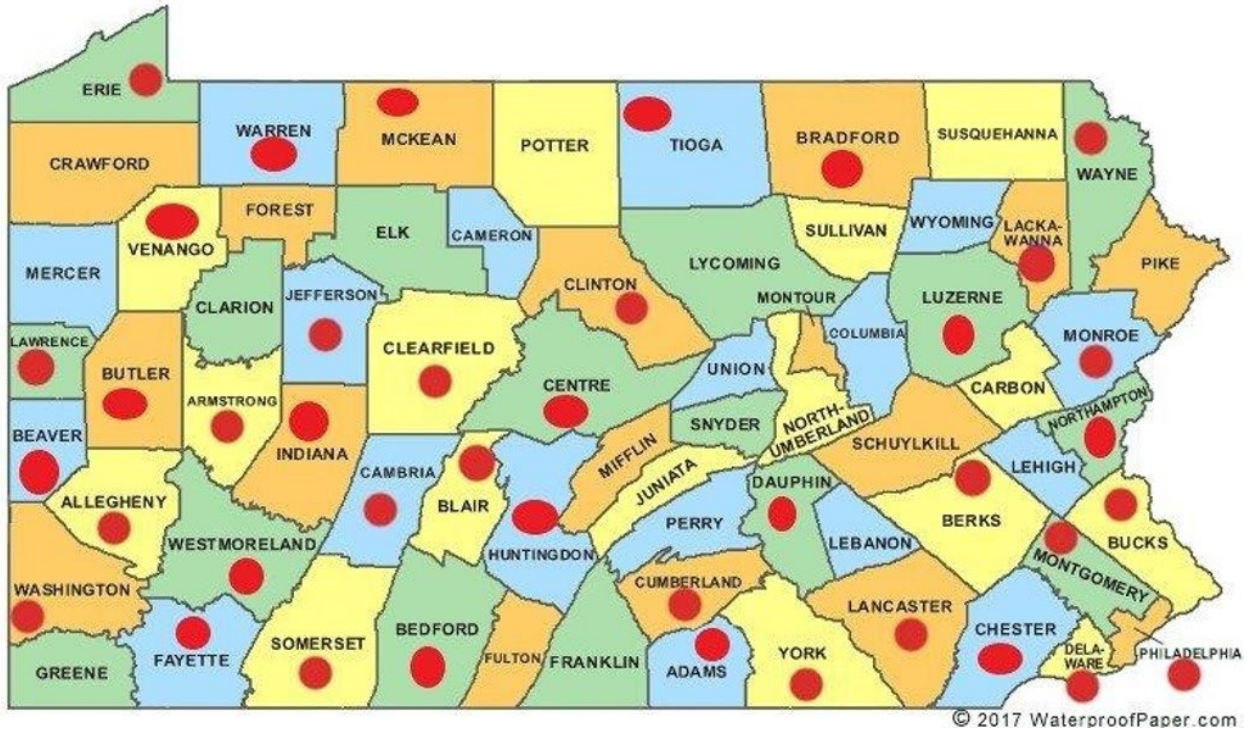 ERIE
WARREN
MCKEAN
POTTER
TIOGA
BRADFORD
SUSQUEHANNA
CRAWFORD
WAYNE
FOREST
VENANGO
ELK
CAMERON
SULLIVAN
WYOMING
LACKA-
WANNA
MERCER
CLARION
JEFFERSON
CLINTON
LYCOMING
MONTOUR
COLUMBIA
LUZERNE
PIKE
LAWRENCE
BUTLER
CLEARFIELD
CENTRE
UNION
CARBON
MONROE
ARMSTRONG
SNYDER
NORTH-
UMBERLAND
NORTHAMPTON
BEAVER
INDIANA
MIFFLIN
SCHUYLKILL
LEHIGH
ALLEGHENY
CAMBRIA
BLAIR
JUNIATA
DAUPHIN
BERKS
WESTMORELAND
HUNTINGDON
PERRY
LEBANON
BUCKS
WASHINGTON
CUMBERLAND
MONTGOMERY
LANCASTER
GREENE
FAYETTE
SOMERSET
BEDFORD
FULTON
FRANKLIN
ADAMS
YORK
CHESTER
DELA-
WARE
PHILADELPHIA
© 2017 WaterproofPaper.com